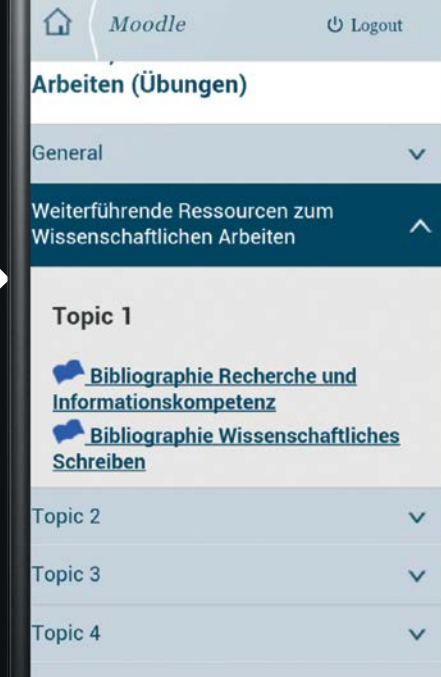 Moodle
Logout
Arbeiten (Übungen)
General
Weiterführende Ressourcen zum
Wissenschaftlichen Arbeiten
Topic 1
Bibliographie Recherche und
Informationskompetenz
Bibliographie Wissenschaftliches
Schreiben
Topic 2
Topic 3
Topic 4